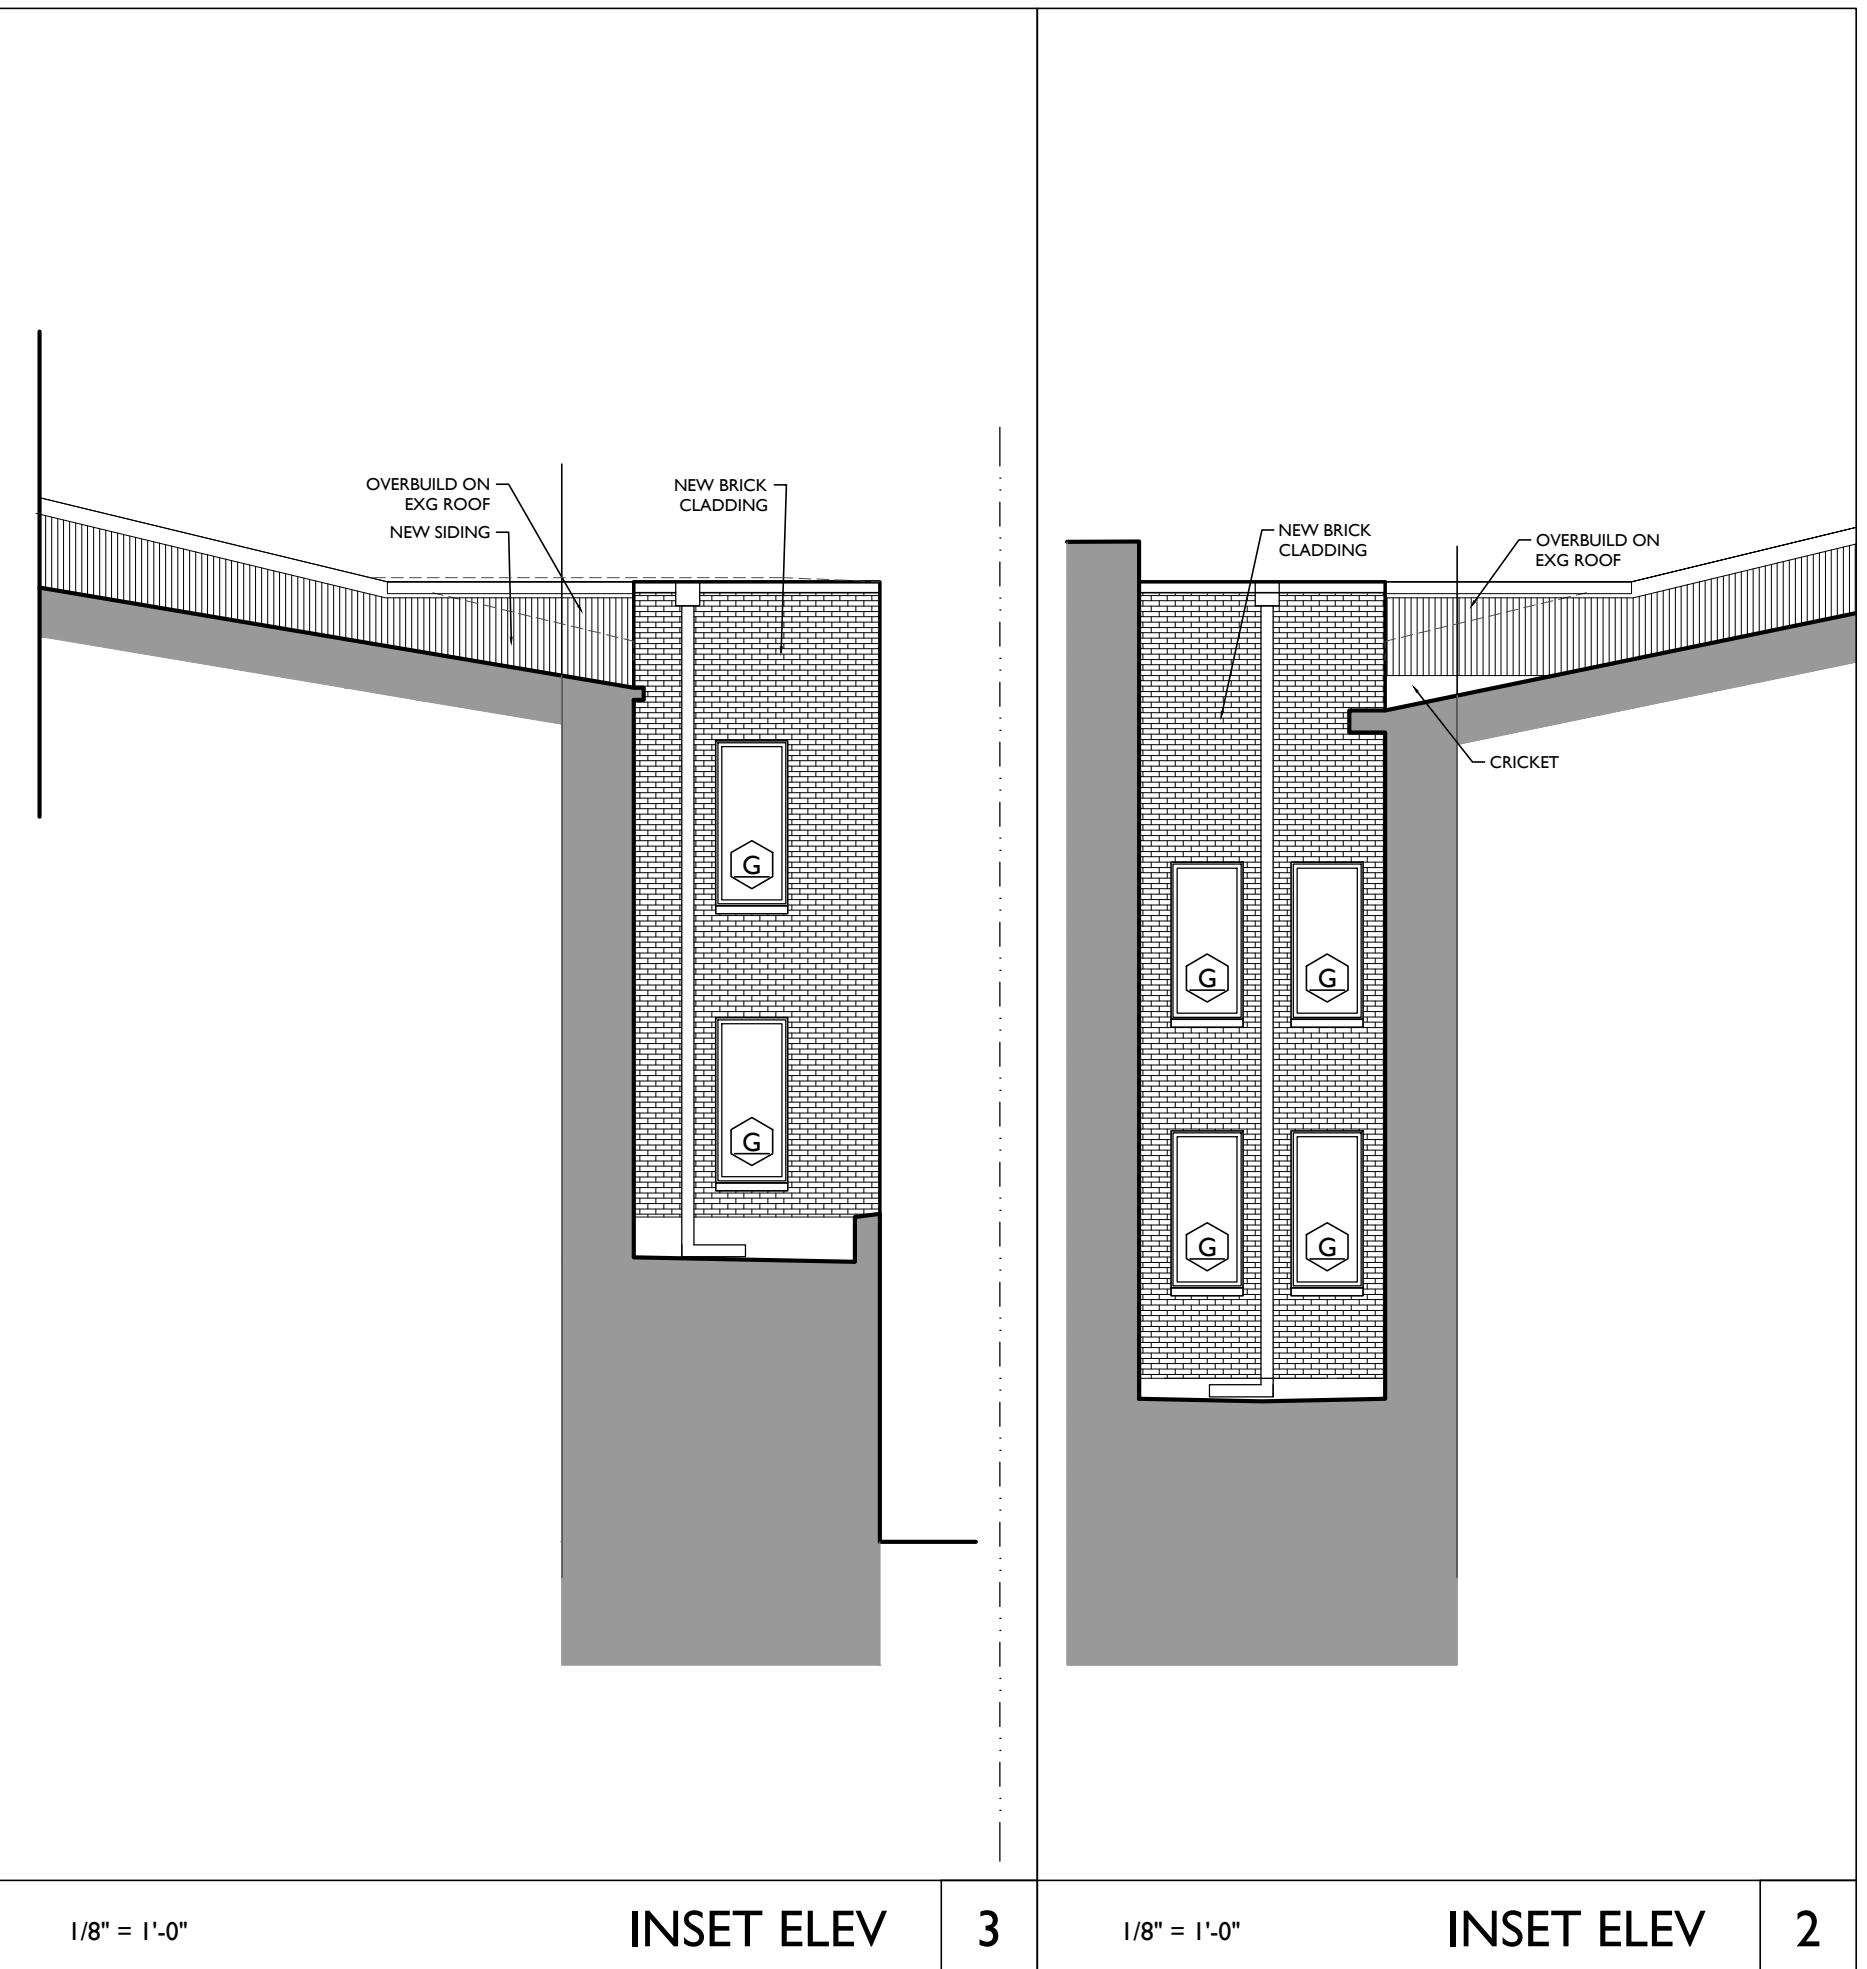 OVERBUILD ON
EXG ROOF
NEW SIDING
NEW BRICK
CLADDING
G
G
1/8" = 1'-0"
INSET ELEV
3
NEW BRICK
CLADDING
OVERBUILD ON
EXG ROOF
CRICKET
G
G
G
G
1/8" = 1'-0"
INSET ELEV
2